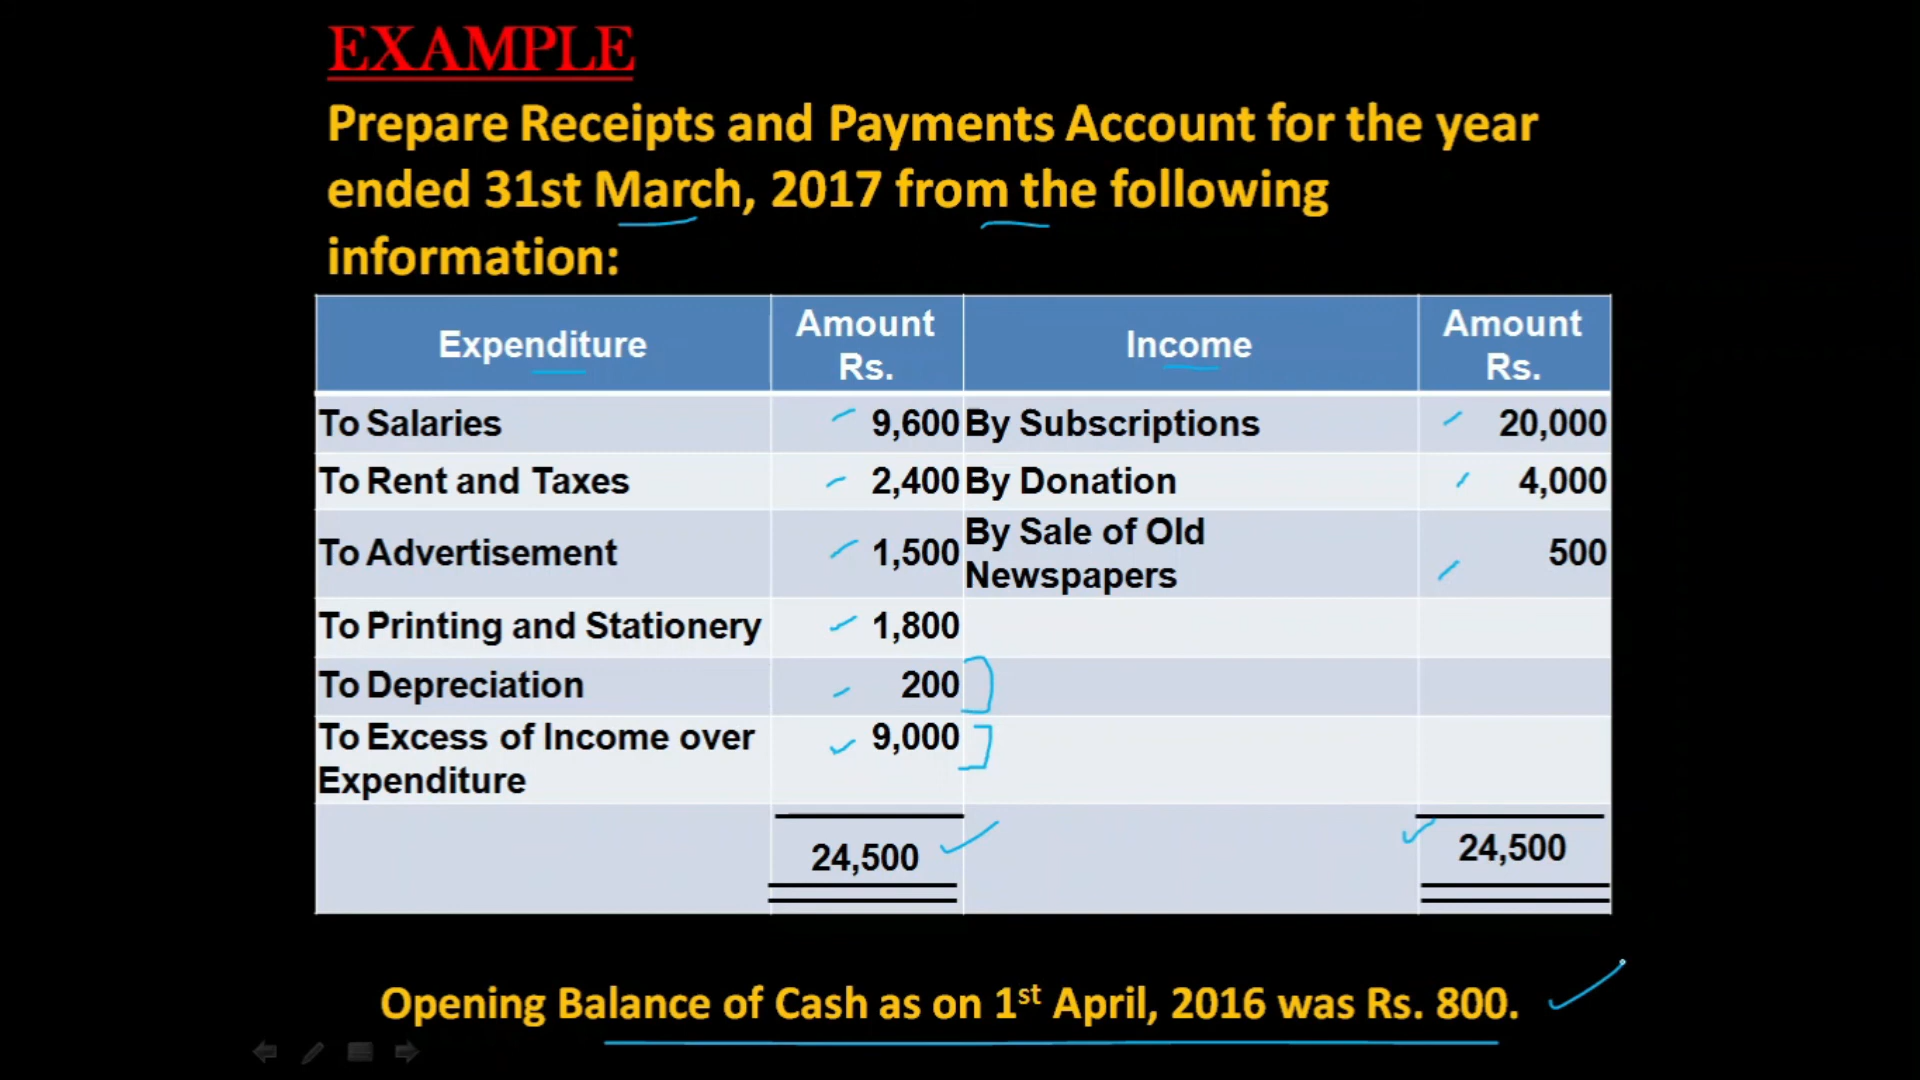 EXAMPLE
Prepare Receipts and Payments Account for the year
ended 31st March, 2017 from the following
information:
Expenditure Amount Rs. Income Amount Rs.
To Salaries 9,600 By Subscriptions 20,000
To Rent and Taxes 2,400 By Donation 4,000
To Advertisement 1,500 By Sale of Old Newspapers 500
To Printing and Stationery 1,800
To Depreciation 200
To Excess of Income over Expenditure 9,000
24,500 24,500
Opening Balance of Cash as on 1st April, 2016 was Rs. 800.